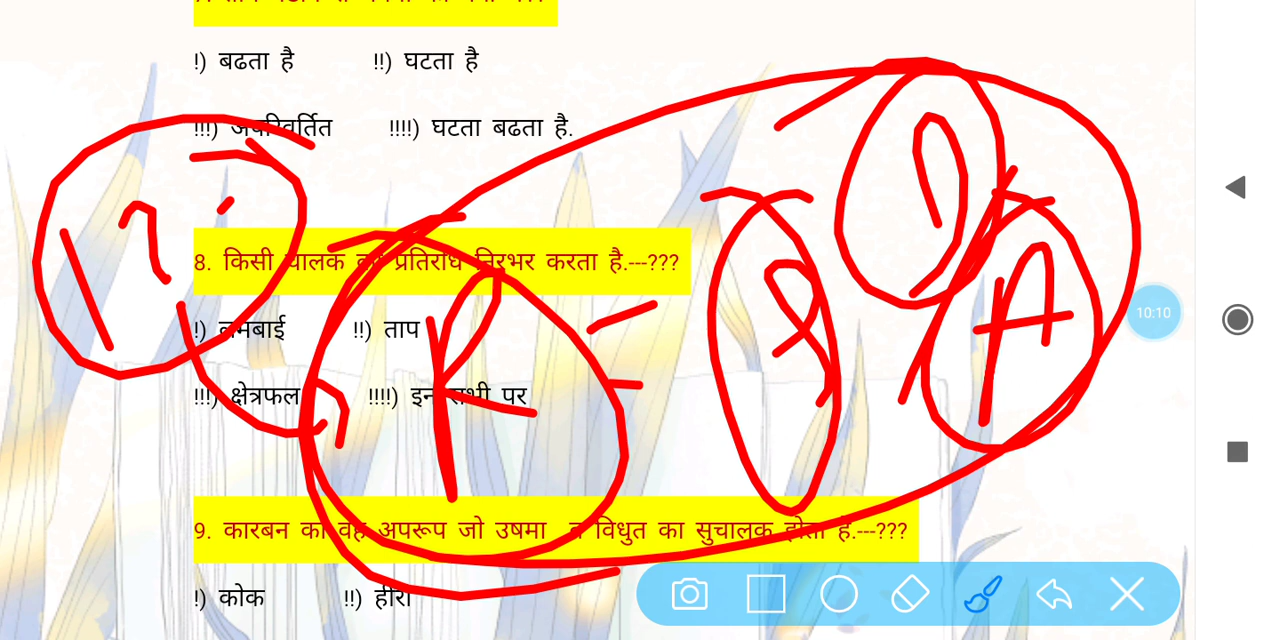 !) बढता है !!) घटता है
!!!) अपरिवर्तित !!!!) घटता बढता है.
8. किसी चालक का प्रतिरोध निरभर करता है.---???
!) लमबाई !!) ताप
!!!) क्षेत्रफल !!!!) इन सभी पर
9. कारबन का वह अपरूप जो उषमा व विधुत का सुचालक होता है.---???
!) कोक !!) हीरा
R = ρ l
A
10:10